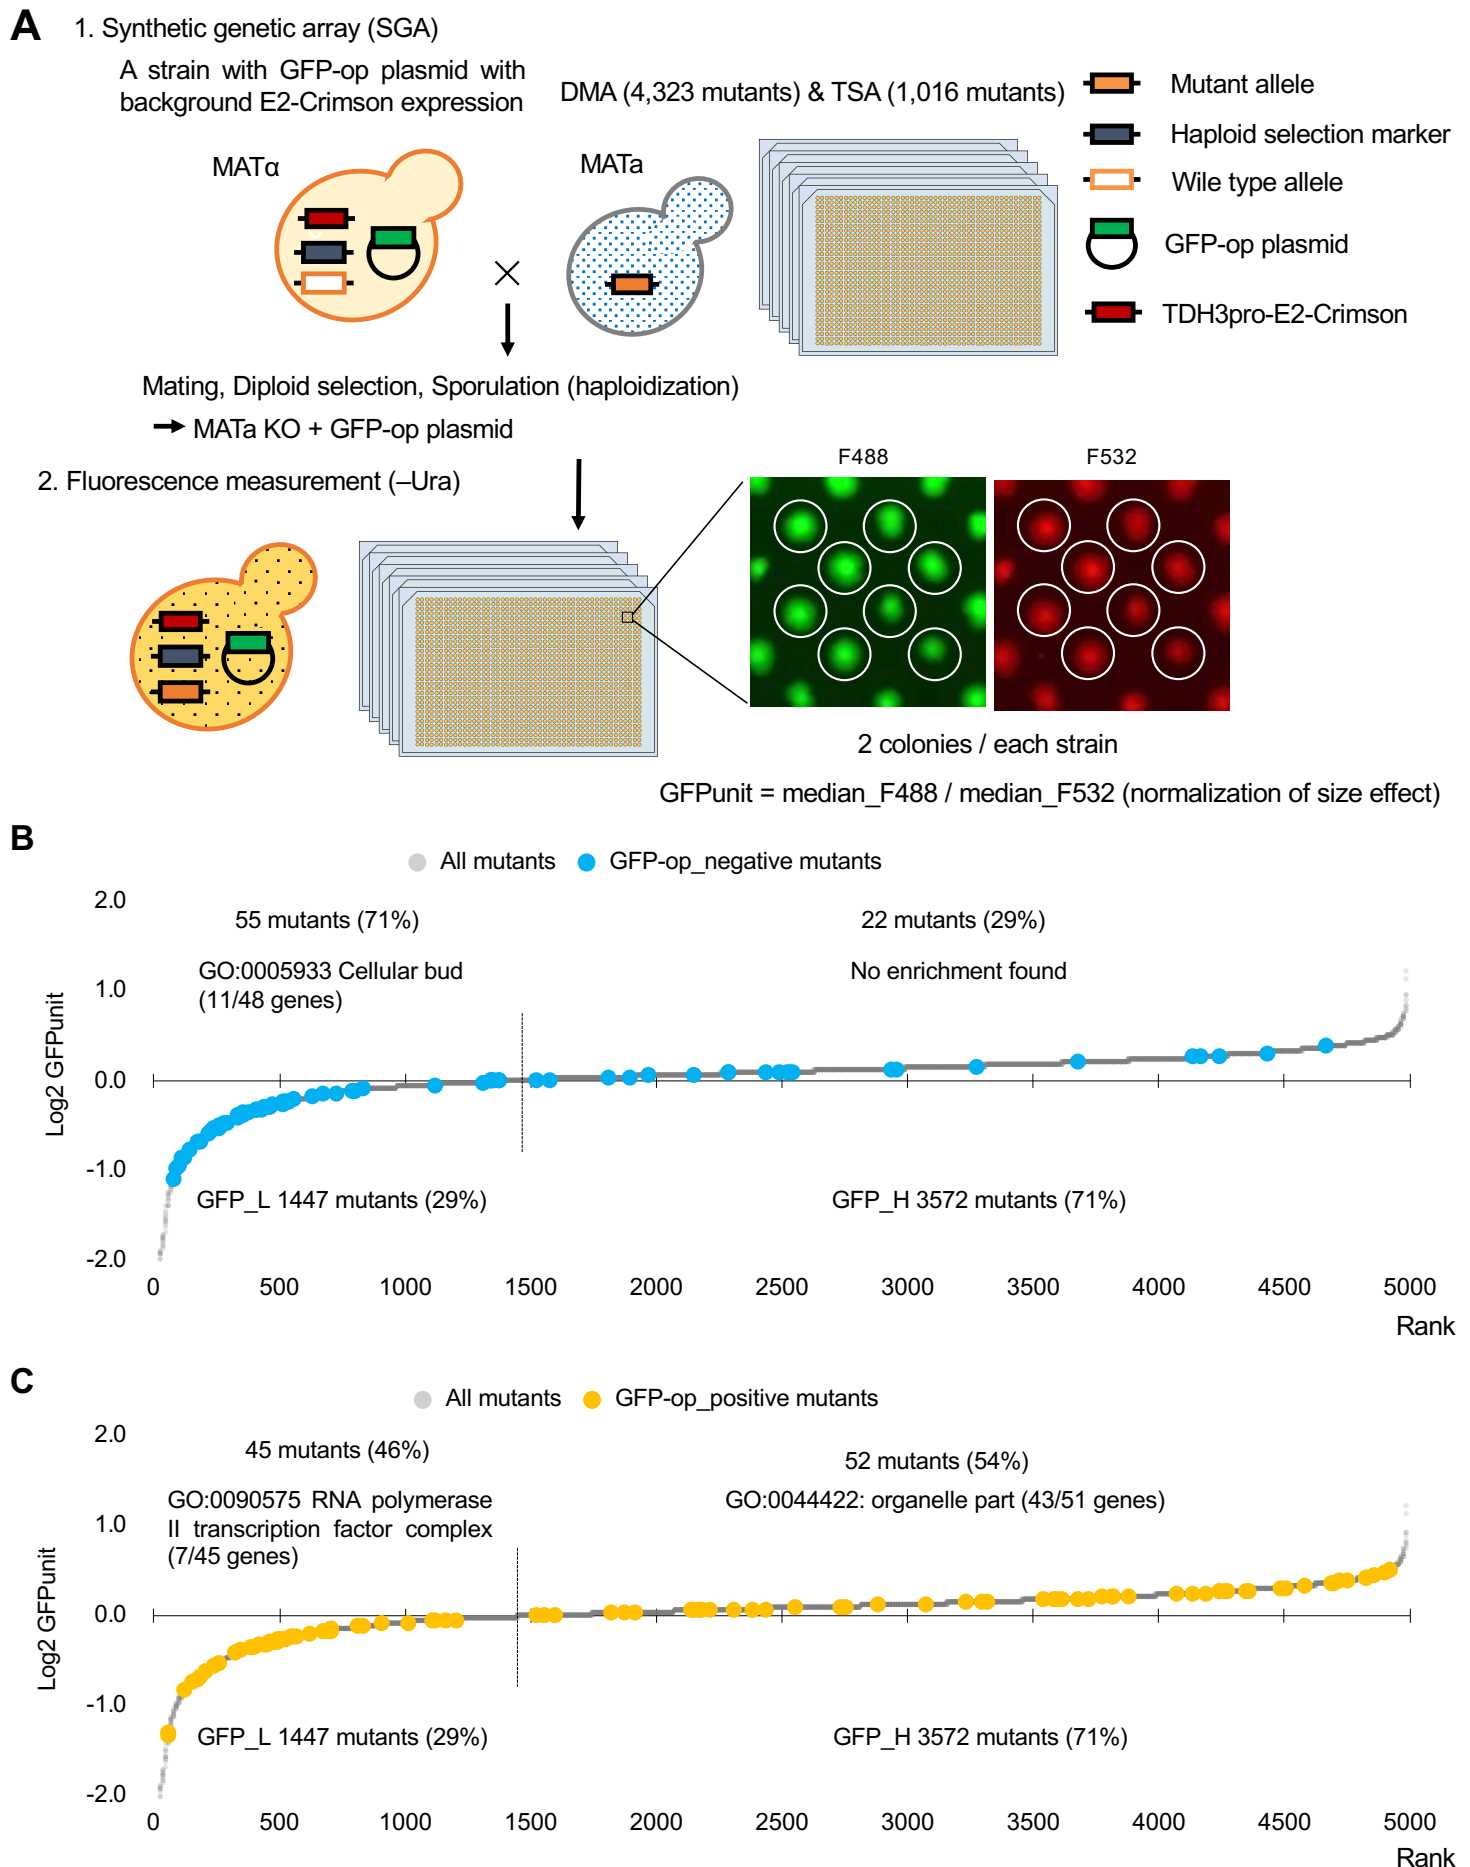 A
1. Synthetic genetic array (SGA)
A strain with GFP-op plasmid with
background E2-Crimson expression
DMA (4,323 mutants) & TSA (1,016 mutants)
MATα
MATa
Mutant allele
Haploid selection marker
Wile type allele
GFP-op plasmid
TDH3pro-E2-Crimson
Mating, Diploid selection, Sporulation (haploidization)
MATa KO + GFP-op plasmid
2. Fluorescence measurement (–Ura)
F488
F532
2 colonies / each strain
GFPunit = median_F488 / median_F532 (normalization of size effect)
B
All mutants
GFP-op_negative mutants
55 mutants (71%)
22 mutants (29%)
GO:0005933 Cellular bud
(11/48 genes)
No enrichment found
Log2 GFPunit
2.0
1.0
0.0
-1.0
-2.0
GFP_L 1447 mutants (29%)
GFP_H 3572 mutants (71%)
0 500 1000 1500 2000 2500 3000 3500 4000 4500 5000
Rank
C
All mutants
GFP-op_positive mutants
45 mutants (46%)
52 mutants (54%)
GO:0090575 RNA polymerase
II transcription factor complex
(7/45 genes)
GO:0044422: organelle part (43/51 genes)
Log2 GFPunit
2.0
1.0
0.0
-1.0
-2.0
GFP_L 1447 mutants (29%)
GFP_H 3572 mutants (71%)
0 500 1000 1500 2000 2500 3000 3500 4000 4500 5000
Rank